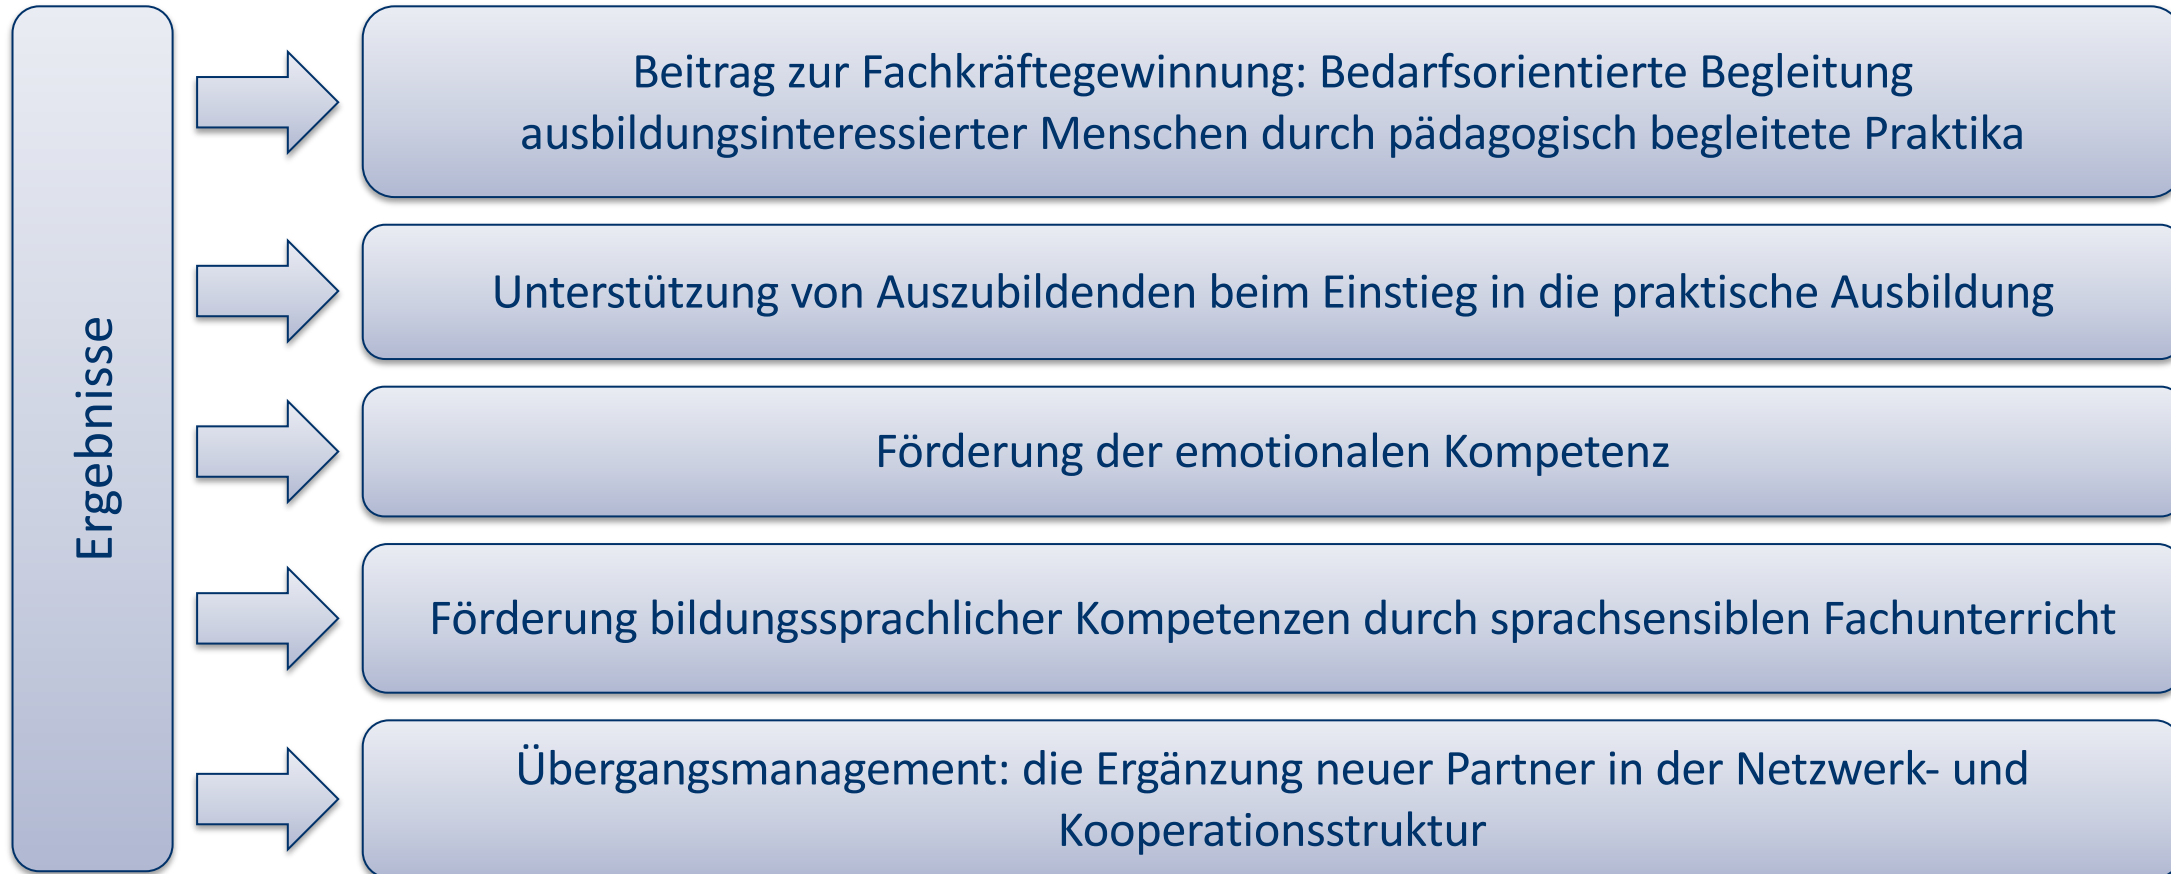 Ergebnisse
Beitrag zur Fachkräftegewinnung: Bedarfsorientierte Begleitung
ausbildungsinteressierter Menschen durch pädagogisch begleitete Praktika
Unterstützung von Auszubildenden beim Einstieg in die praktische Ausbildung
Förderung der emotionalen Kompetenz
Förderung bildungssprachlicher Kompetenzen durch sprachsensiblen Fachunterricht
Übergangsmanagement: die Ergänzung neuer Partner in der Netzwerk- und
Kooperationsstruktur